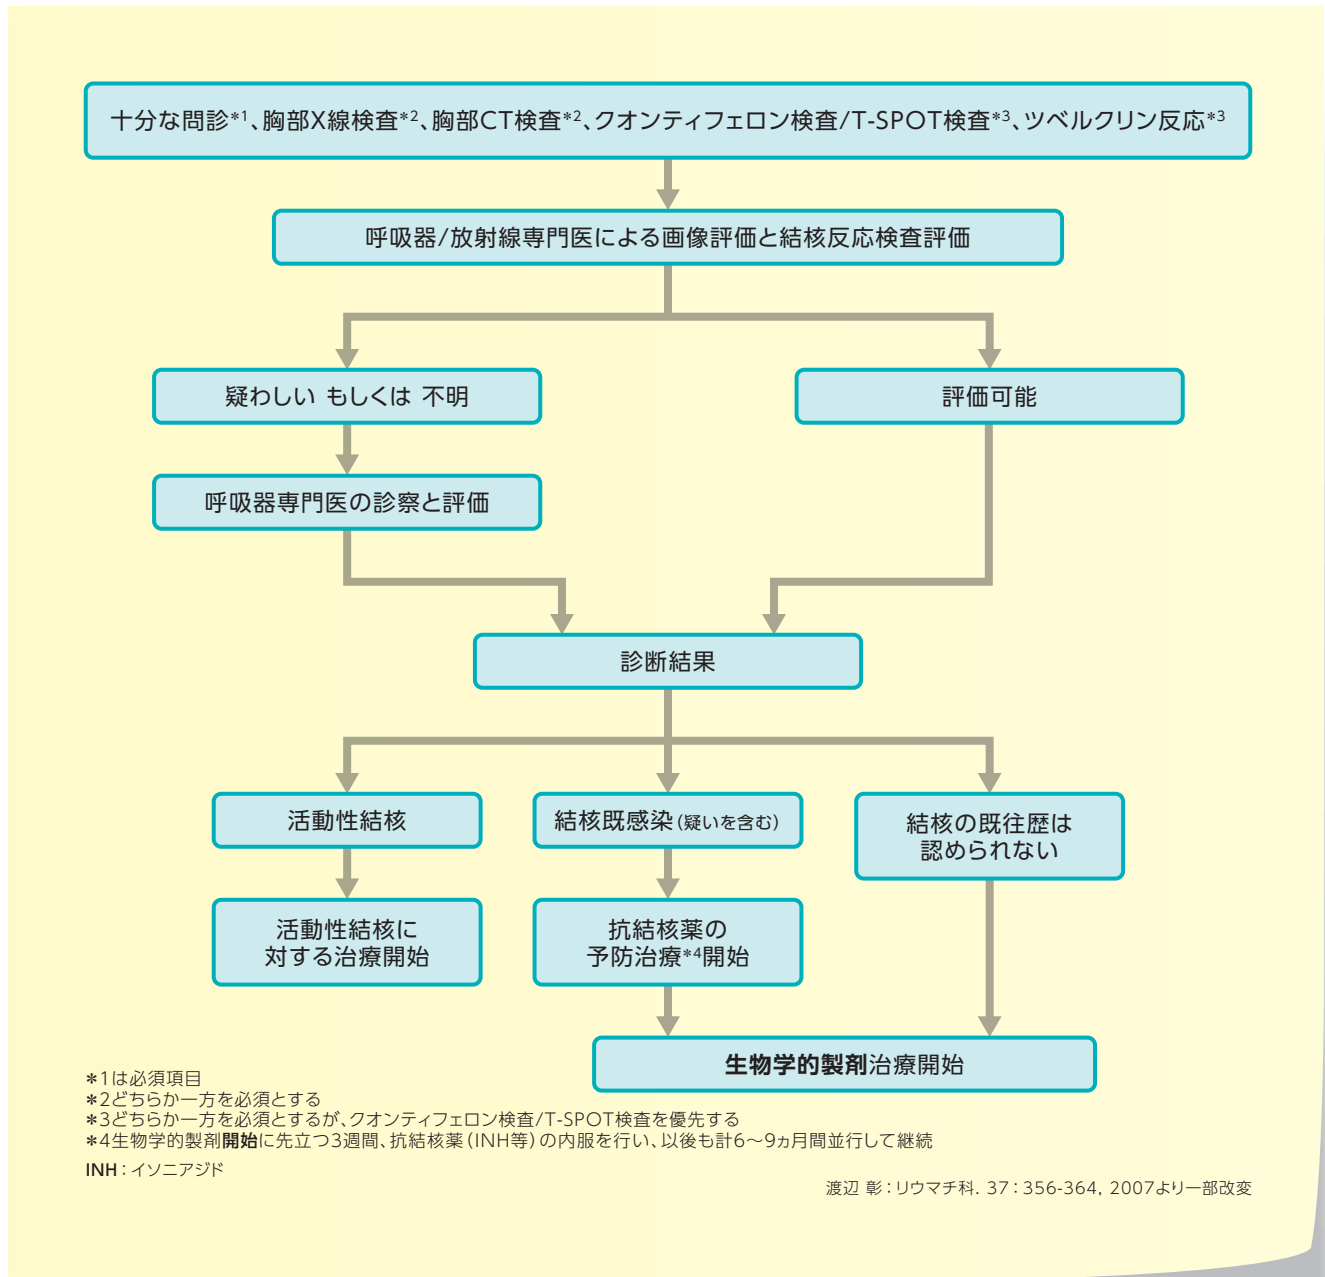 十分な問診*1、胸部X線検査*2、胸部CT検査*2、クオンティフェロン検査/T-SPOT検査*3、ツベルクリン反応*3
呼吸器/放射線専門医による画像評価と結核反応検査評価
疑わしい もしくは 不明
評価可能
呼吸器専門医の診察と評価
診断結果
活動性結核
結核既感染(疑いを含む)
結核の既往歴は
認められない
活動性結核に
対する治療開始
抗結核薬の
予防治療*4開始
生物学的製剤治療開始
*1は必須項目
*2どちらか一方を必須とする
*3どちらか一方を必須とするが、クオンティフェロン検査/T-SPOT検査を優先する
*4生物学的製剤開始に先立つ3週間、抗結核薬(INH等)の内服を行い、以後も計6〜9ヵ月間並行して継続
INH：イソニアジド
渡辺 彰：リウマチ科. 37：356-364, 2007より一部改変